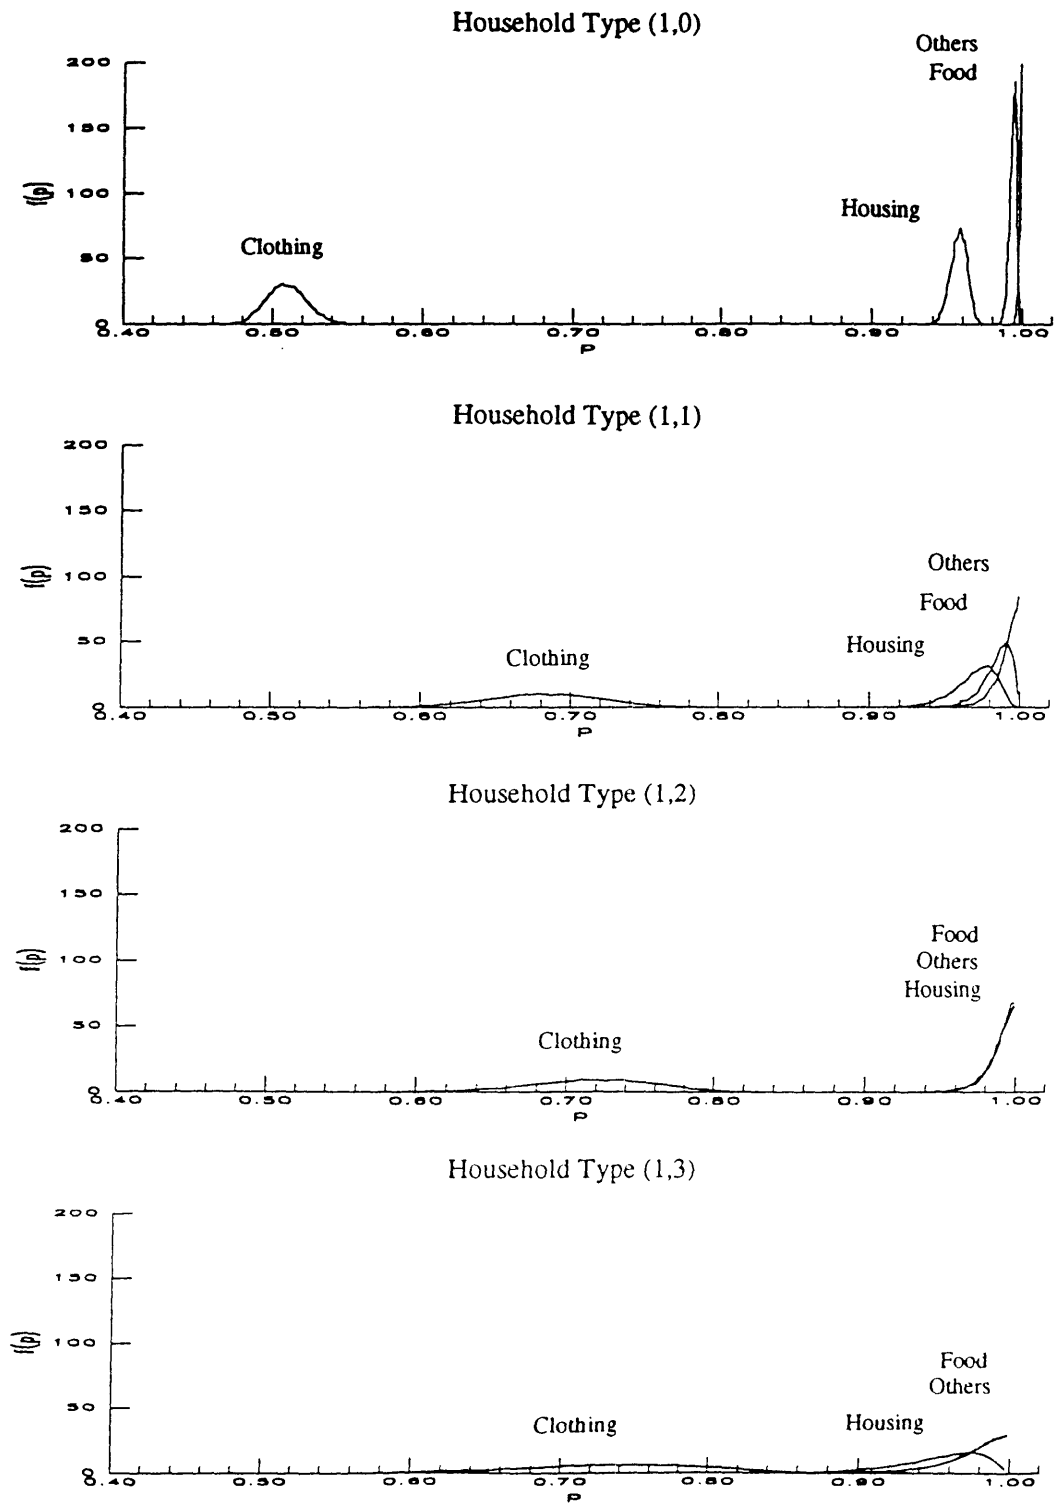 Household Type (1,0)
Others
Food
200
150
100
50
0
f(p)
Housing
Clothing
0.40 0.50 0.60 0.70 0.80 0.90 1.00
P
Household Type (1,1)
200
150
100
50
0
f(p)
Others
Food
Housing
Clothing
0.40 0.50 0.60 0.70 0.80 0.90 1.00
P
Household Type (1,2)
200
150
100
50
0
f(p)
Food
Others
Housing
Clothing
0.40 0.50 0.60 0.70 0.80 0.90 1.00
P
Household Type (1,3)
200
150
100
50
0
f(p)
Food
Others
Housing
Clothing
0.40 0.50 0.60 0.70 0.80 0.90 1.00
P